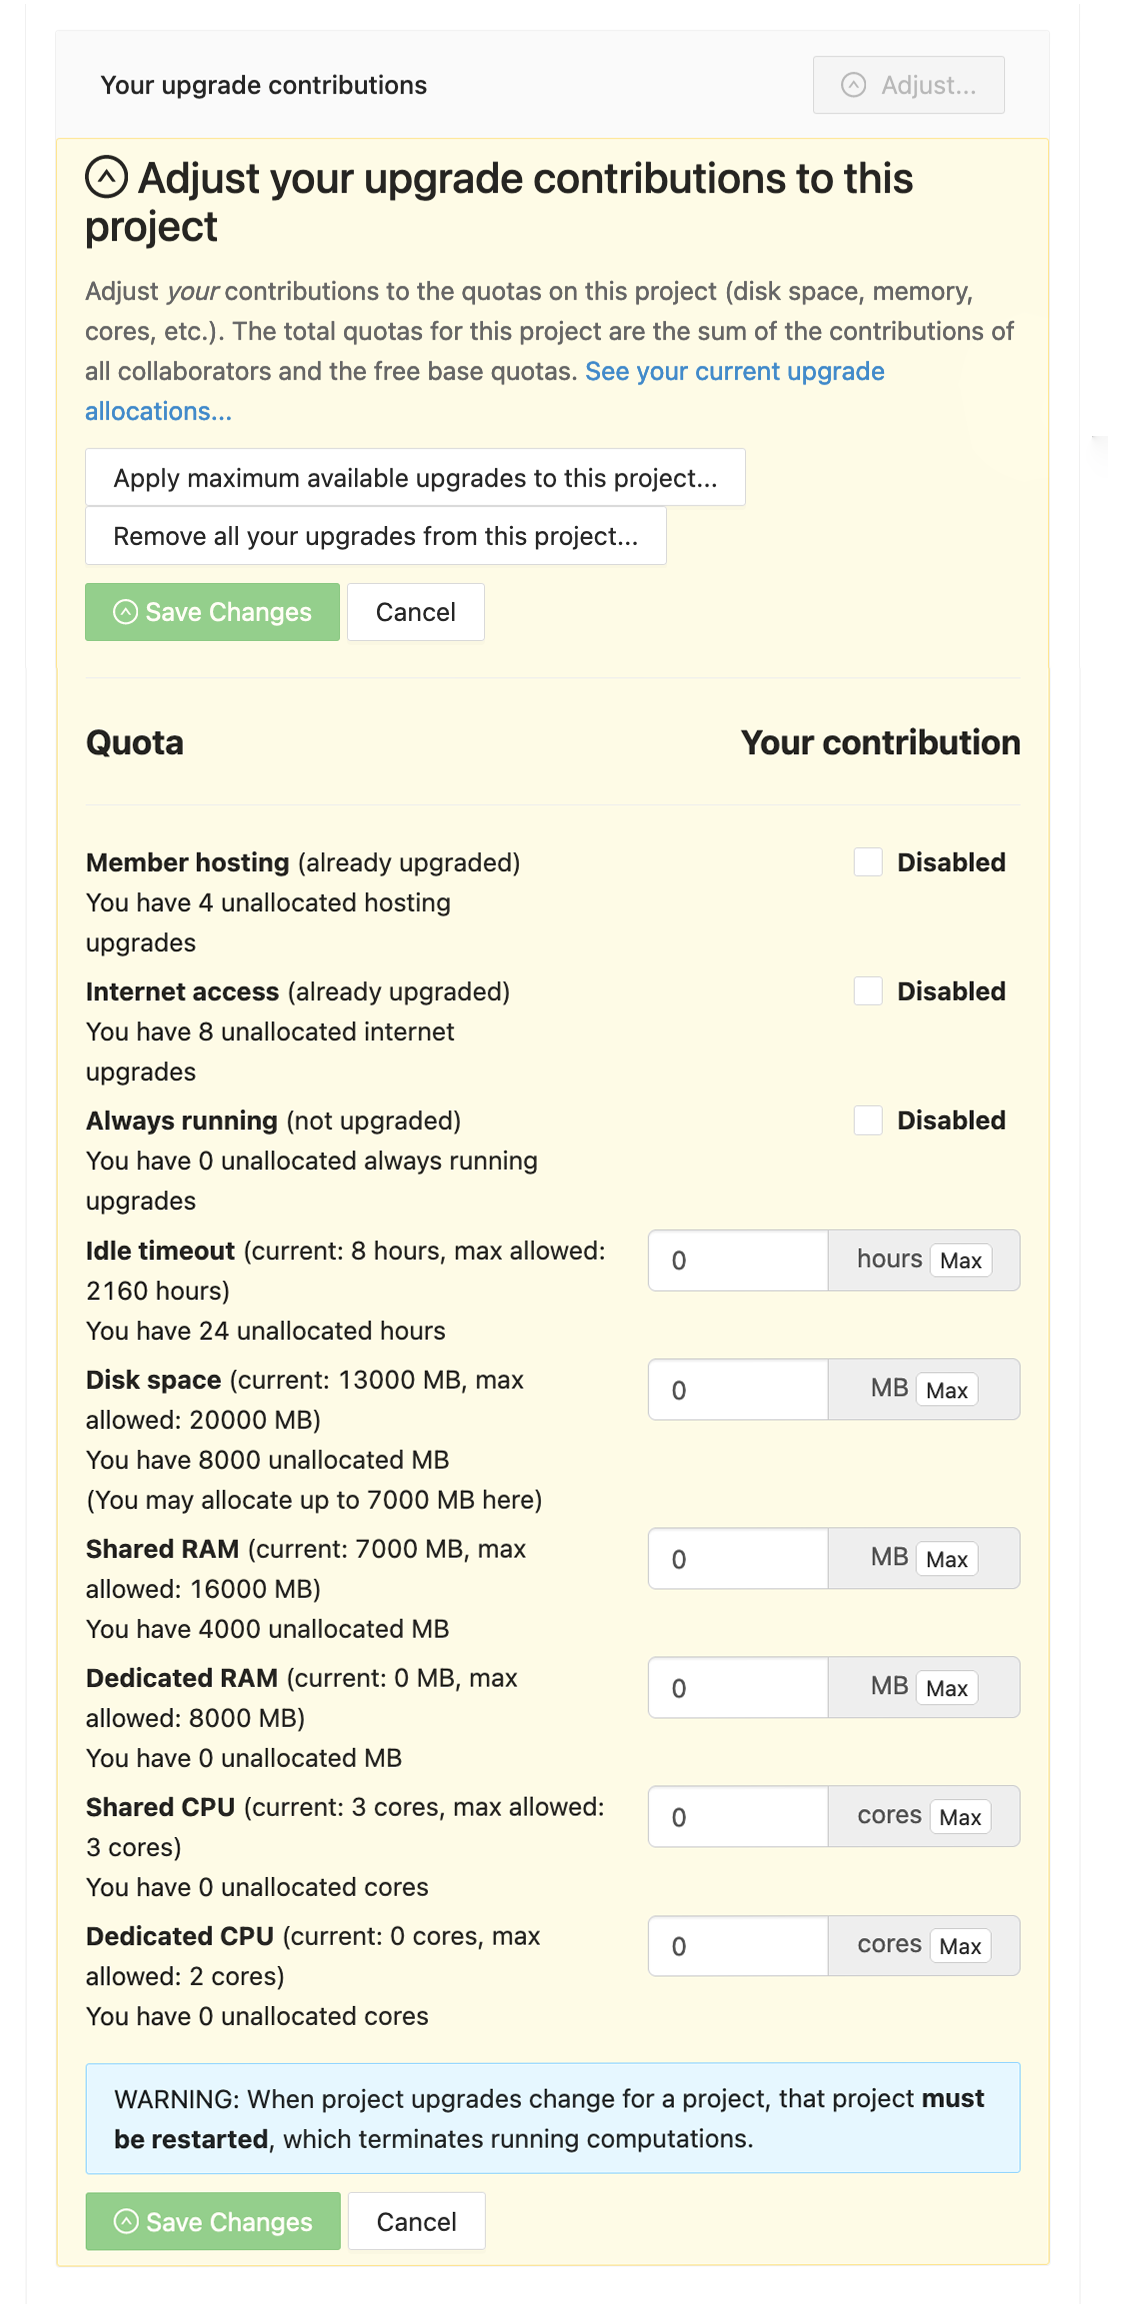 Your upgrade contributions
Adjust...
Adjust your upgrade contributions to this
project
Adjust your contributions to the quotas on this project (disk space, memory,
cores, etc.). The total quotas for this project are the sum of the contributions of
all collaborators and the free base quotas. See your current upgrade
allocations...
Apply maximum available upgrades to this project...
Remove all your upgrades from this project...
Save Changes
Cancel
Quota
Your contribution
Member hosting (already upgraded)
Disabled
You have 4 unallocated hosting
upgrades
Internet access (already upgraded)
Disabled
You have 8 unallocated internet
upgrades
Always running (not upgraded)
Disabled
You have 0 unallocated always running
upgrades
Idle timeout (current: 8 hours, max allowed:
2160 hours)
You have 24 unallocated hours
0
hours
Max
Disk space (current: 13000 MB, max
allowed: 20000 MB)
You have 8000 unallocated MB
(You may allocate up to 7000 MB here)
0
MB
Max
Shared RAM (current: 7000 MB, max
allowed: 16000 MB)
You have 4000 unallocated MB
0
MB
Max
Dedicated RAM (current: 0 MB, max
allowed: 8000 MB)
You have 0 unallocated MB
0
MB
Max
Shared CPU (current: 3 cores, max allowed:
3 cores)
You have 0 unallocated cores
0
cores
Max
Dedicated CPU (current: 0 cores, max
allowed: 2 cores)
You have 0 unallocated cores
0
cores
Max
WARNING: When project upgrades change for a project, that project must
be restarted, which terminates running computations.
Save Changes
Cancel